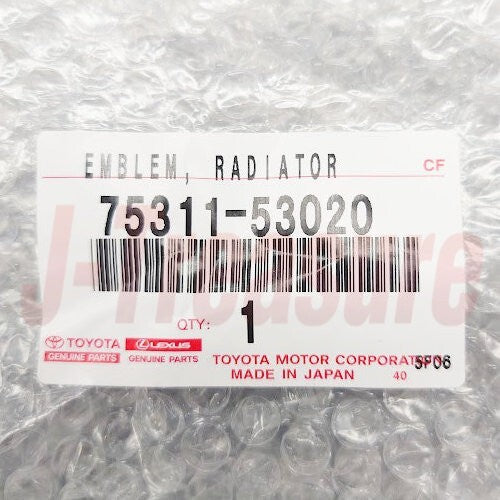 EMBLEM, RADIATOR CF
75311-53020
J-Treasure
QTY: 1
TOYOTA LEXUS
GENUINE PARTS GENUINE PARTS
TOYOTA MOTOR CORPORATION SP06
MADE IN JAPAN 40